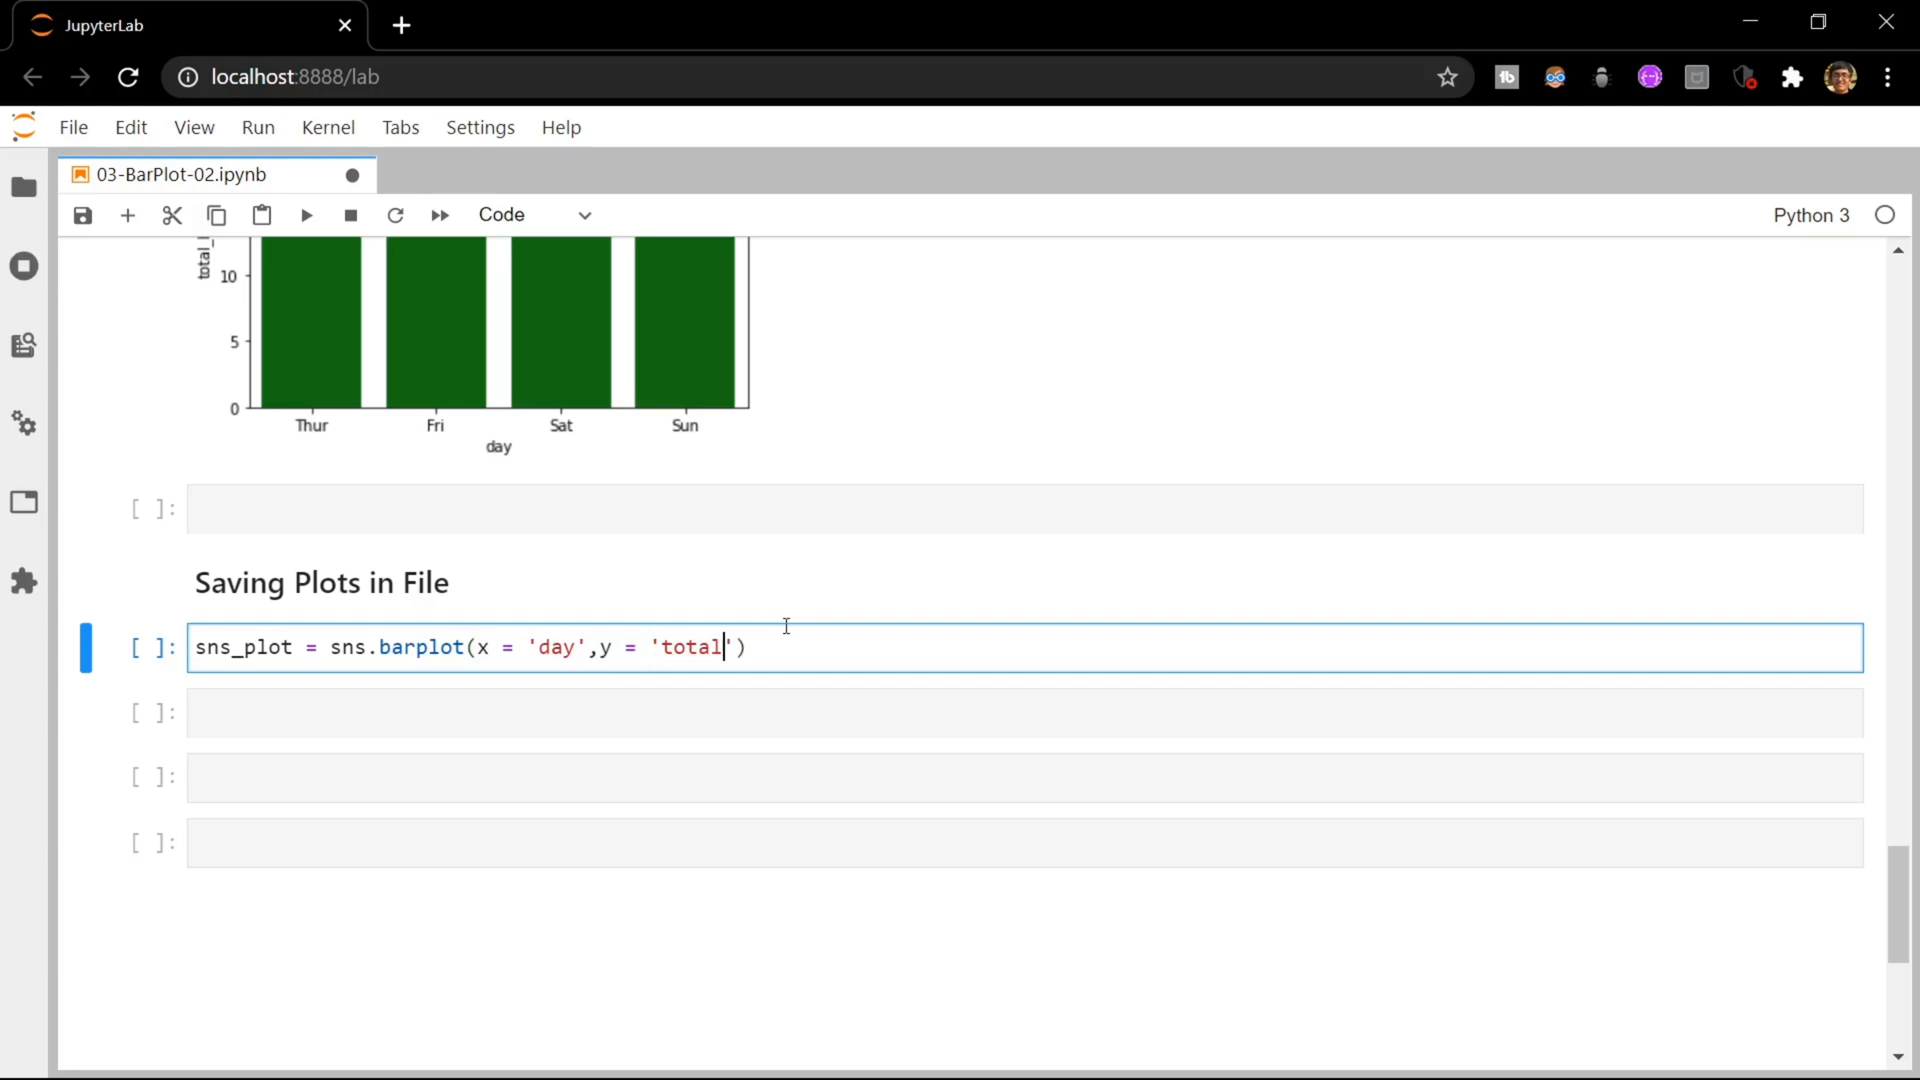 JupyterLab
localhost:8888/lab
File Edit View Run Kernel Tabs Settings Help
03-BarPlot-02.ipynb
Code
Python 3
10
5
0
Thur Fri Sat Sun
day
[ ]:
Saving Plots in File
[ ]: sns_plot = sns.barplot(x = 'day',y = 'total')
[ ]:
[ ]:
[ ]: